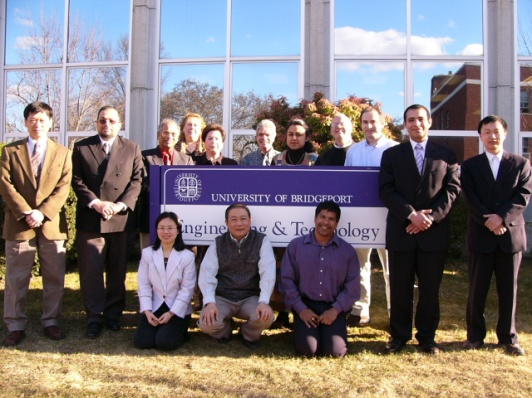 UNIVERSITY OF BRIDGEPORT
Engineering & Technology